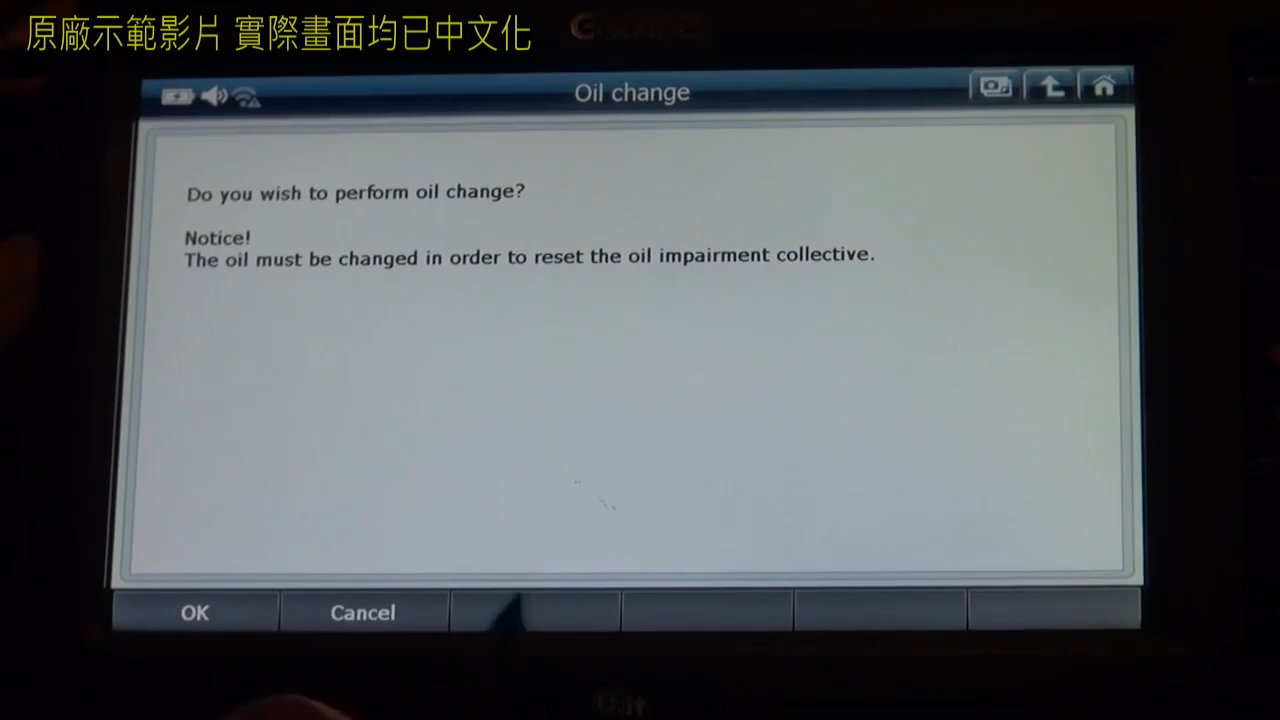 原廠示範影片 實際畫面均已中文化
Oil change
Do you wish to perform oil change?
Notice!
The oil must be changed in order to reset the oil impairment collective.
OK
Cancel